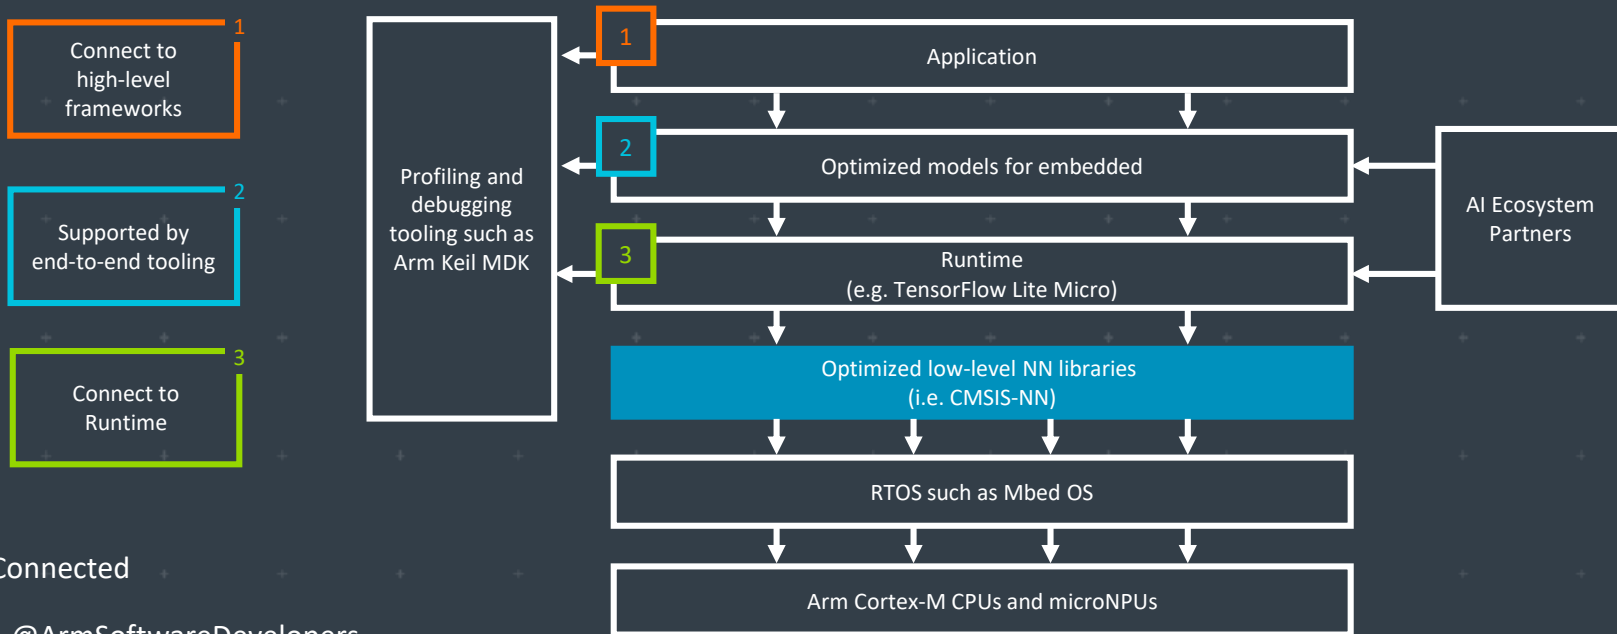 1
Connect to
high-level
frameworks
2
Supported by
end-to-end tooling
3
Connect to
Runtime
Connected
@ArmSoftwareDevelopers
Profiling and
debugging
tooling such as
Arm Keil MDK
1
Application
2
Optimized models for embedded
3
Runtime
(e.g. TensorFlow Lite Micro)
Optimized low-level NN libraries
(i.e. CMSIS-NN)
RTOS such as Mbed OS
Arm Cortex-M CPUs and microNPUs
AI Ecosystem
Partners